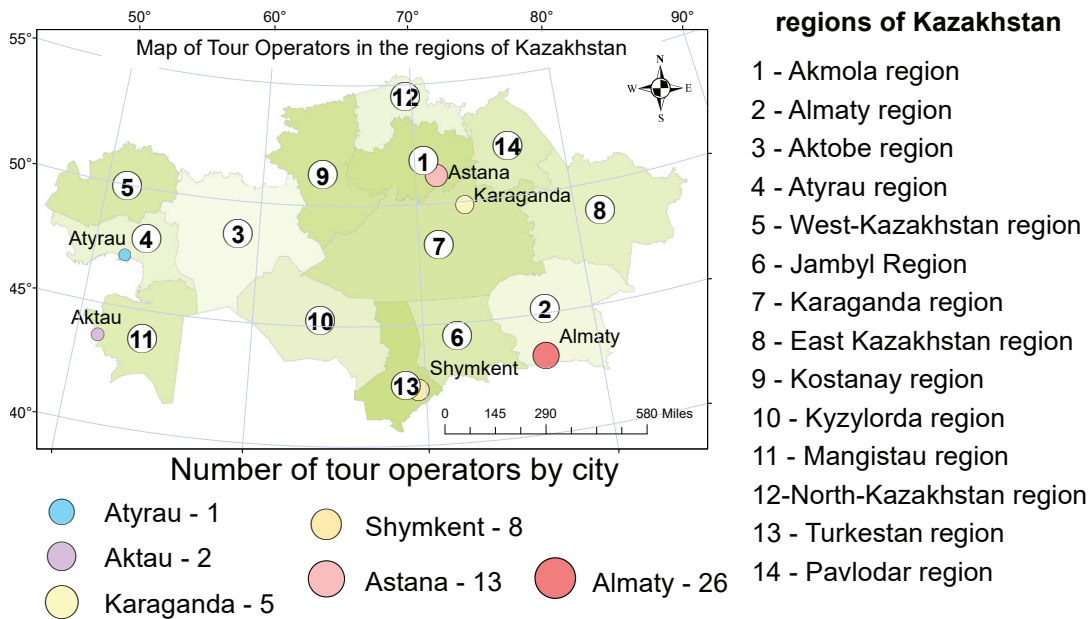 50° 60° 70° 80° 90°
55°
Map of Tour Operators in the regions of Kazakhstan
N
W E
S
12
14
1
Astana
50°
9
5
Karaganda
8
3
4
Atyrau
7
45°
2
10
Aktau
11
6
Almaty
Shymkent
13
40°
0 145 290 580 Miles
Number of tour operators by city
Atyrau - 1
Aktau - 2
Karaganda - 5
Shymkent - 8
Astana - 13
Almaty - 26
regions of Kazakhstan
1 - Akmola region
2 - Almaty region
3 - Aktobe region
4 - Atyrau region
5 - West-Kazakhstan region
6 - Jambyl Region
7 - Karaganda region
8 - East Kazakhstan region
9 - Kostanay region
10 - Kyzylorda region
11 - Mangistau region
12-North-Kazakhstan region
13 - Turkestan region
14 - Pavlodar region